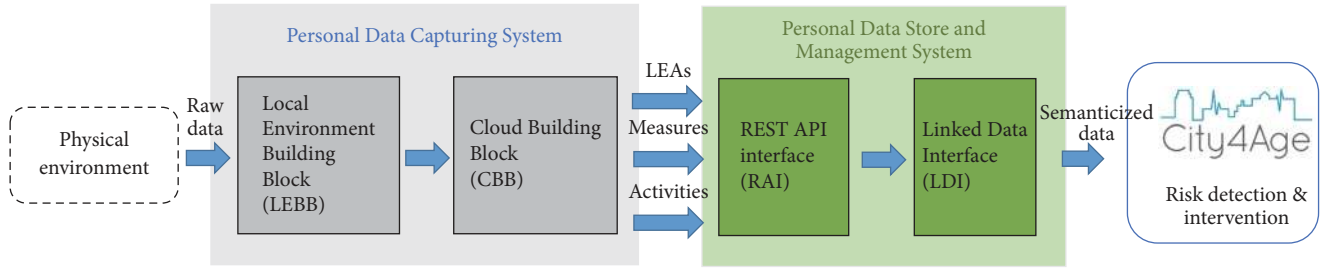 Personal Data Capturing System
Personal Data Store and
Management System
Physical
environment
Raw
data
Local
Environment
Building
Block
(LEBB)
Cloud Building
Block
(CBB)
LEAs
Measures
Activities
REST API
interface
(RAI)
Linked Data
Interface
(LDI)
Semanticized
data
City4Age
Risk detection &
intervention